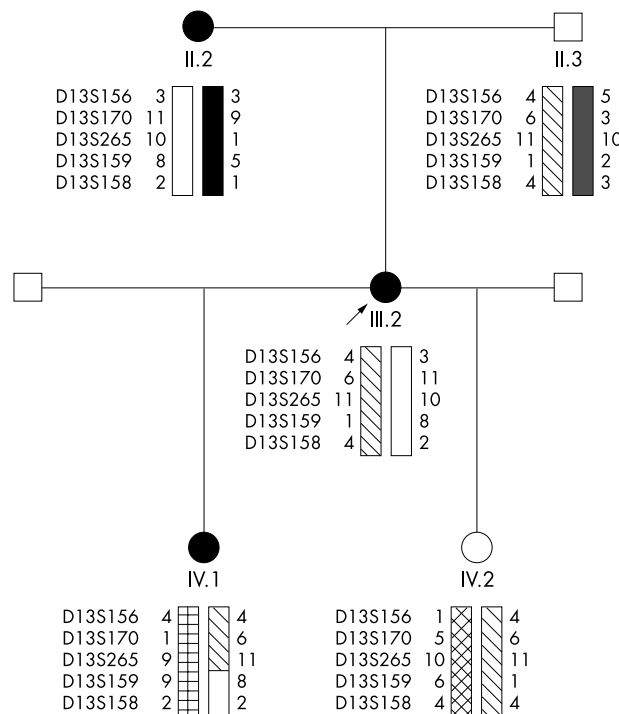 II.2 II.3
D13S156 3 3 D13S156 4 5
D13S170 11 9 D13S170 6 3
D13S265 10 1 D13S265 11 10
D13S159 8 5 D13S159 1 2
D13S158 2 1 D13S158 4 3
III.2
D13S156 4 3
D13S170 6 11
D13S265 11 10
D13S159 1 8
D13S158 4 2
IV.1 IV.2
D13S156 4 4 D13S156 1 4
D13S170 1 6 D13S170 5 6
D13S265 9 11 D13S265 10 11
D13S159 9 8 D13S159 6 1
D13S158 2 2 D13S158 4 4